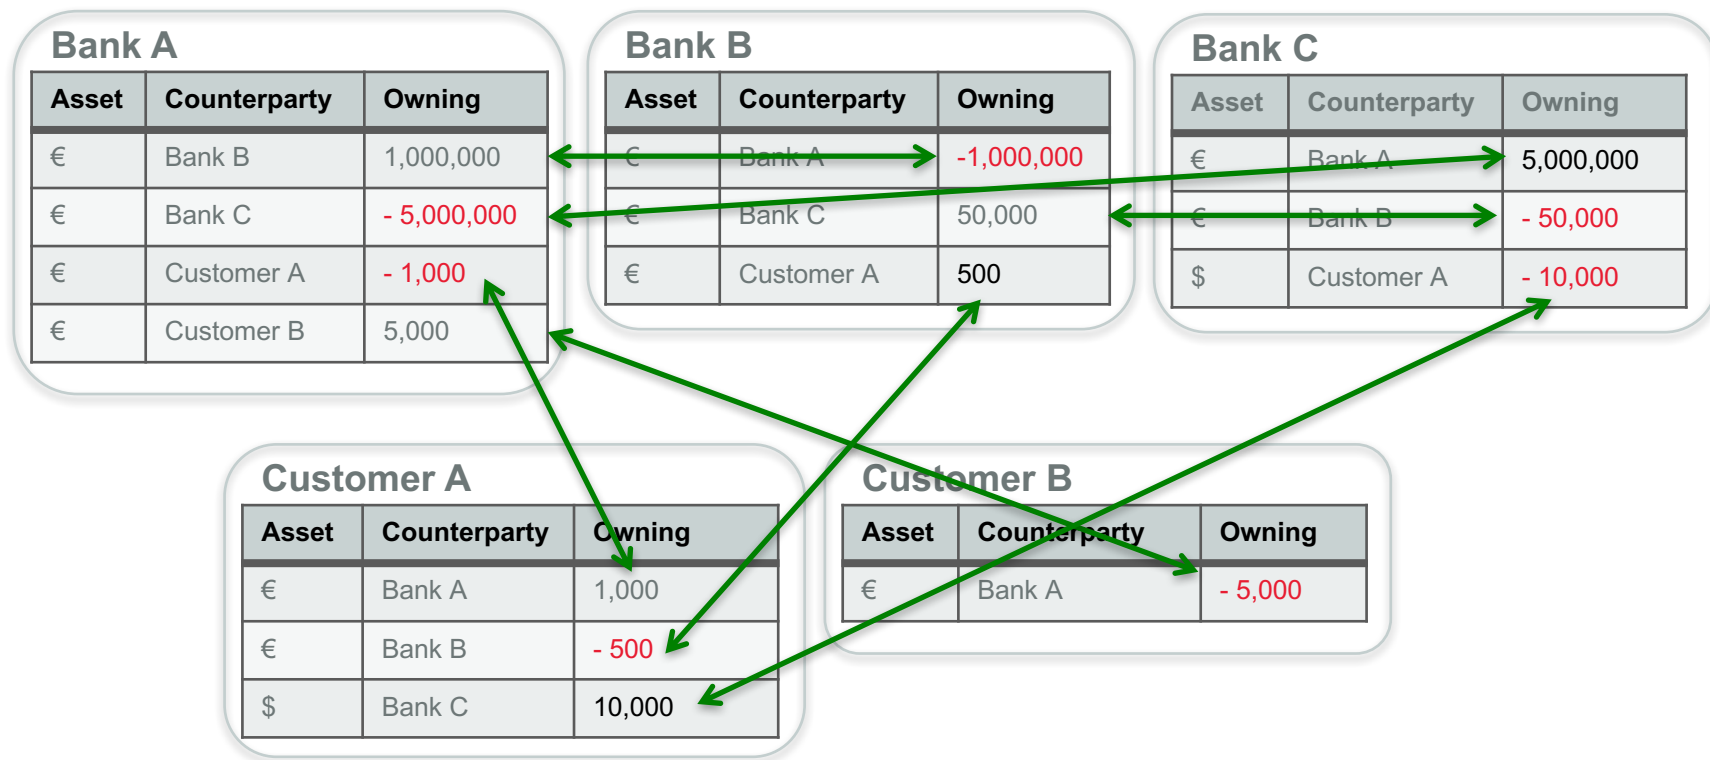 Bank A
Asset Counterparty Owning
€ Bank B 1,000,000
€ Bank C - 5,000,000
€ Customer A - 1,000
€ Customer B 5,000
Bank B
Asset Counterparty Owning
€ Bank A -1,000,000
€ Bank C 50,000
€ Customer A 500
Bank C
Asset Counterparty Owning
€ Bank A 5,000,000
€ Bank B - 50,000
$ Customer A - 10,000
Customer A
Asset Counterparty Owning
€ Bank A 1,000
€ Bank B - 500
$ Bank C 10,000
Customer B
Asset Counterparty Owning
€ Bank A - 5,000